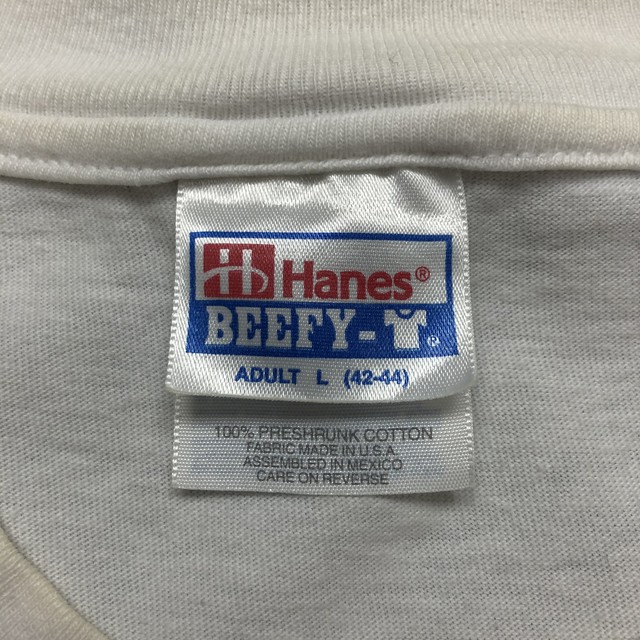 Hanes®
BEEFY-®
ADULT L (42-44)
100% PRESHRUNK COTTON
FABRIC MADE IN U.S.A.
ASSEMBLED IN MEXICO
CARE ON REVERSE